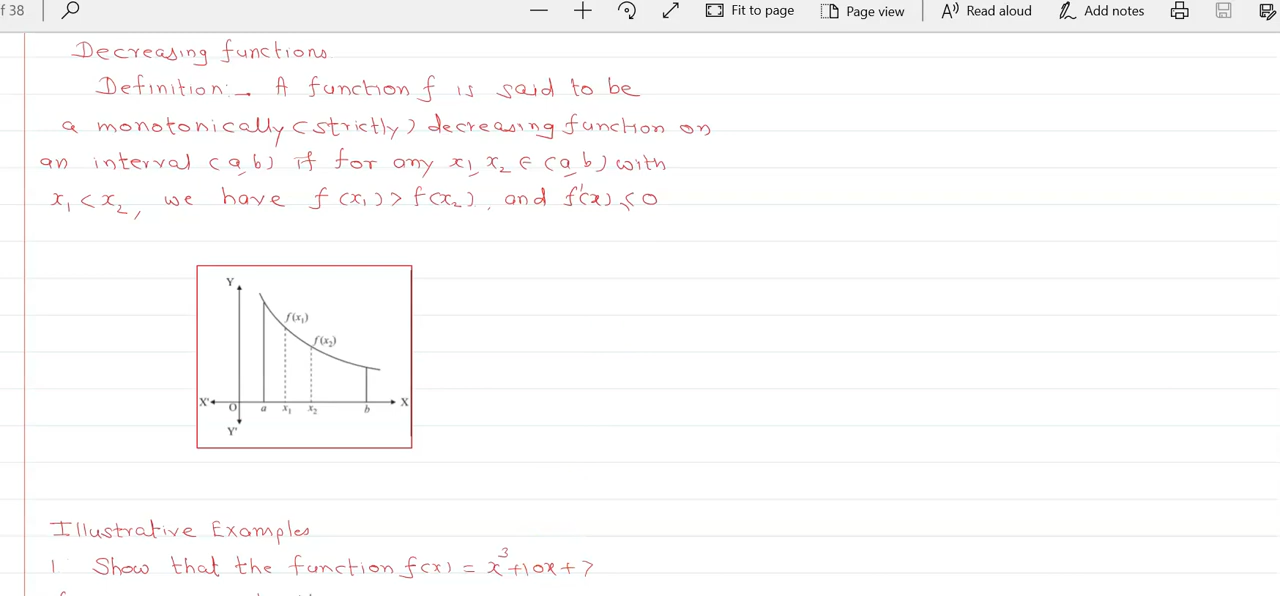 f 38
Fit to page
Page view
Read aloud
Add notes
Decreasing functions
Definition:- A function f is said to be
a monotonically (strictly) decreasing function on
an interval (a, b) if for any x₁, x₂ ∈ (a, b) with
x₁ < x₂, we have f(x₁) > f(x₂), and f'(x) < 0
Y
f(x₁)
f(x₂)
X' O a x₁ x₂ b X
Y'
Illustrative Examples
1. Show that the function f(x) = x³+10x+7